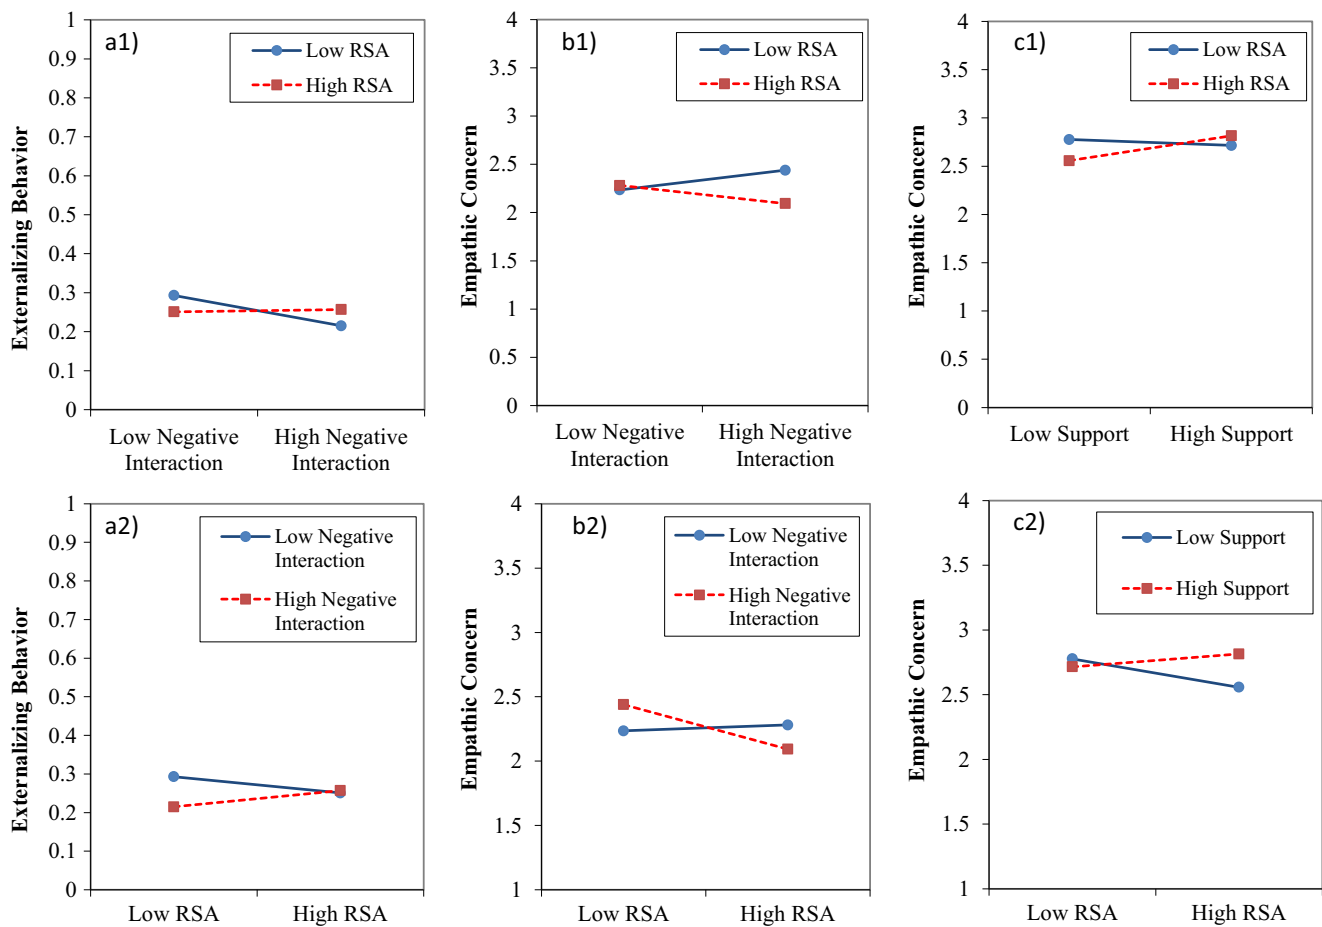 a1)
Low RSA
High RSA
Externalizing Behavior
1
0.9
0.8
0.7
0.6
0.5
0.4
0.3
0.2
0.1
0
Low Negative
Interaction
High Negative
Interaction
b1)
Low RSA
High RSA
Empathic Concern
4
3.5
3
2.5
2
1.5
1
0.5
0
Low Negative
Interaction
High Negative
Interaction
c1)
Low RSA
High RSA
Empathic Concern
4
3.5
3
2.5
2
1.5
1
0.5
0
Low Support
High Support
a2)
Low Negative
Interaction
High Negative
Interaction
Externalizing Behavior
1
0.9
0.8
0.7
0.6
0.5
0.4
0.3
0.2
0.1
0
Low RSA
High RSA
b2)
Low Negative
Interaction
High Negative
Interaction
Empathic Concern
4
3.5
3
2.5
2
1.5
1
Low RSA
High RSA
c2)
Low Support
High Support
Empathic Concern
4
3.5
3
2.5
2
1.5
1
Low RSA
High RSA